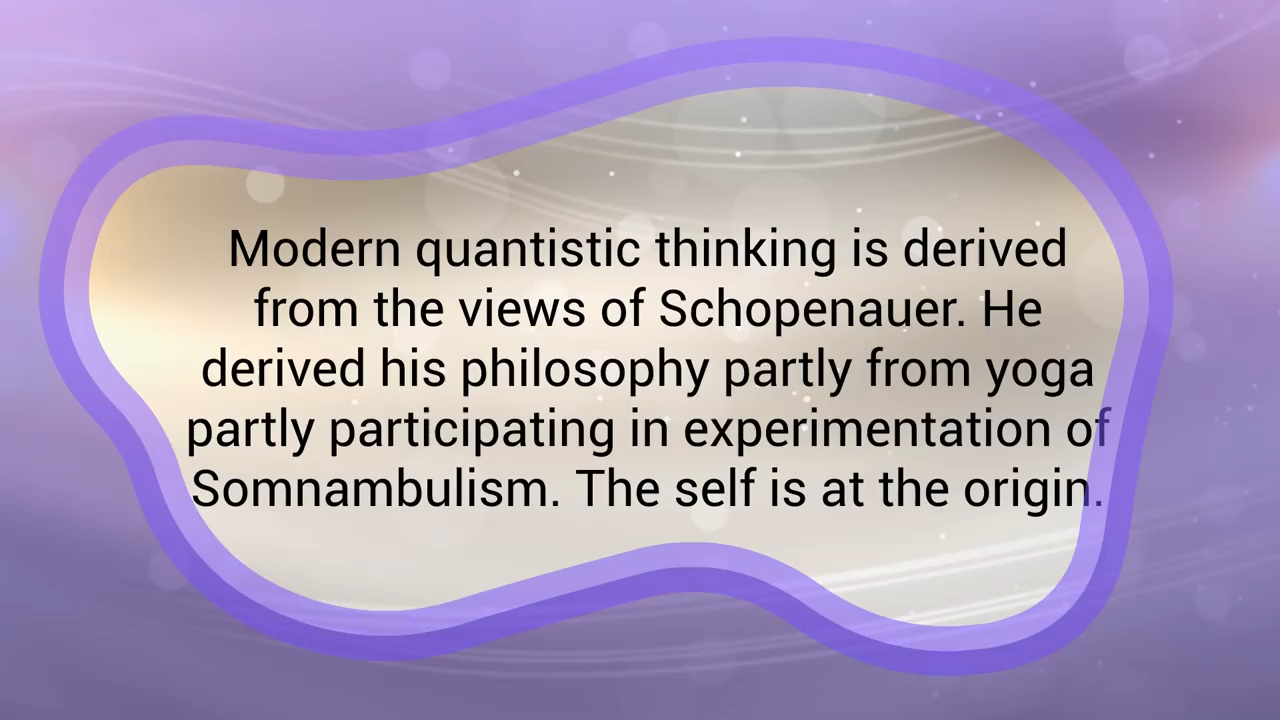 Modern quantistic thinking is derived
from the views of Schopenauer. He
derived his philosophy partly from yoga
partly participating in experimentation of
Somnambulism. The self is at the origin.